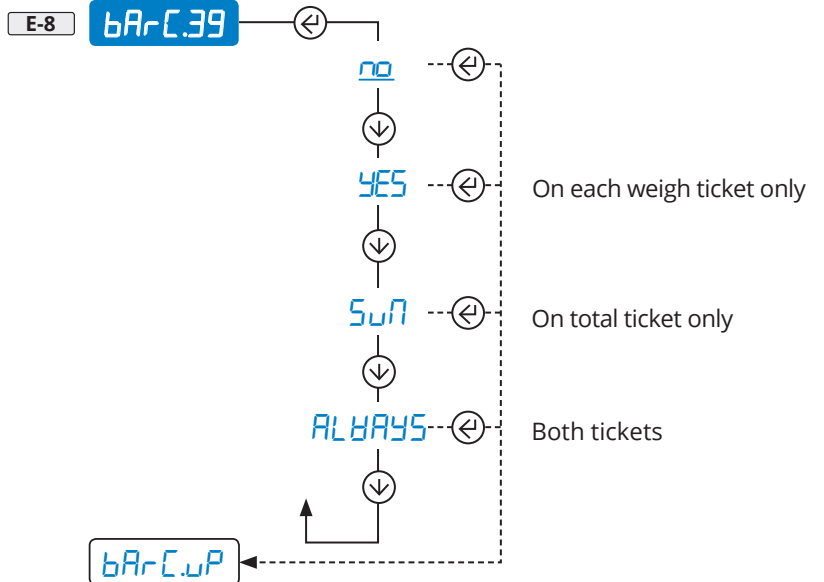 E-8 bArC.39
no
YES On each weigh ticket only
SuM On total ticket only
ALWAYS Both tickets
bArC.uP